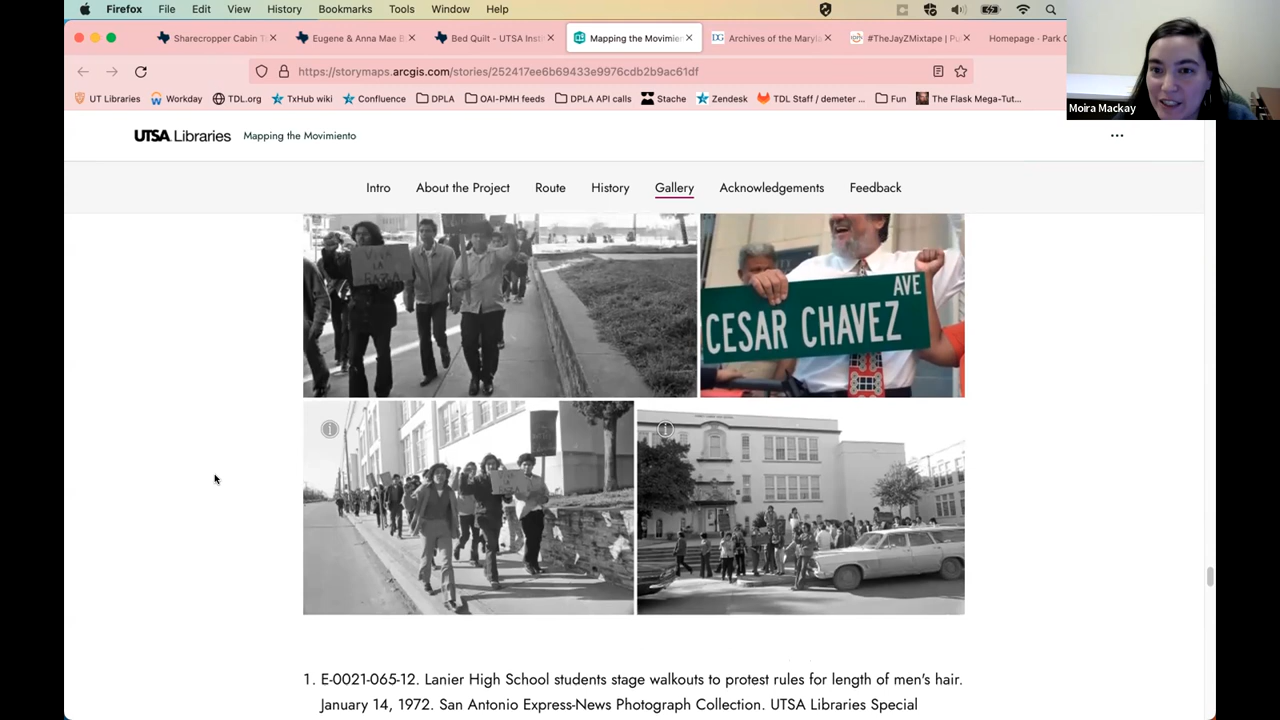 Firefox File Edit View History Bookmarks Tools Window Help
Sharecropper Cabin T
Eugene & Anna Mae B
Bed Quilt - UTSA Inst
Mapping the Movimien
Archives of the Maryla
#TheJayZMixtape | Pu
Homepage · Park C
https://storymaps.arcgis.com/stories/252417ee6b69433e9976cdb2b9ac61df
UT Libraries Workday TDL.org TxHub wiki Confluence DPLA OAI-PMH feeds DPLA API calls Stache Zendesk TDL Staff / demeter ... Fun The Flask Mega-Tut...
Moira Mackay
UTSA Libraries Mapping the Movimiento
Intro About the Project Route History Gallery Acknowledgements Feedback
VIVA
LA
RAZA
AVE
CESAR CHAVEZ
1. E-0021-065-12. Lanier High School students stage walkouts to protest rules for length of men's hair.
January 14, 1972. San Antonio Express-News Photograph Collection. UTSA Libraries Special